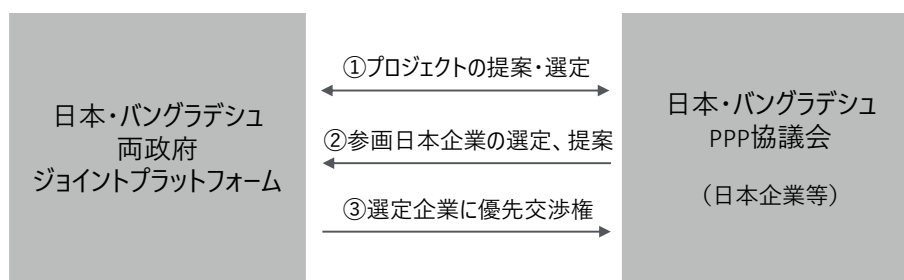 日本・バングラデシュ
両政府
ジョイントプラットフォーム
①プロジェクトの提案・選定
②参画日本企業の選定、提案
③選定企業に優先交渉権
日本・バングラデシュ
PPP協議会
（日本企業等）